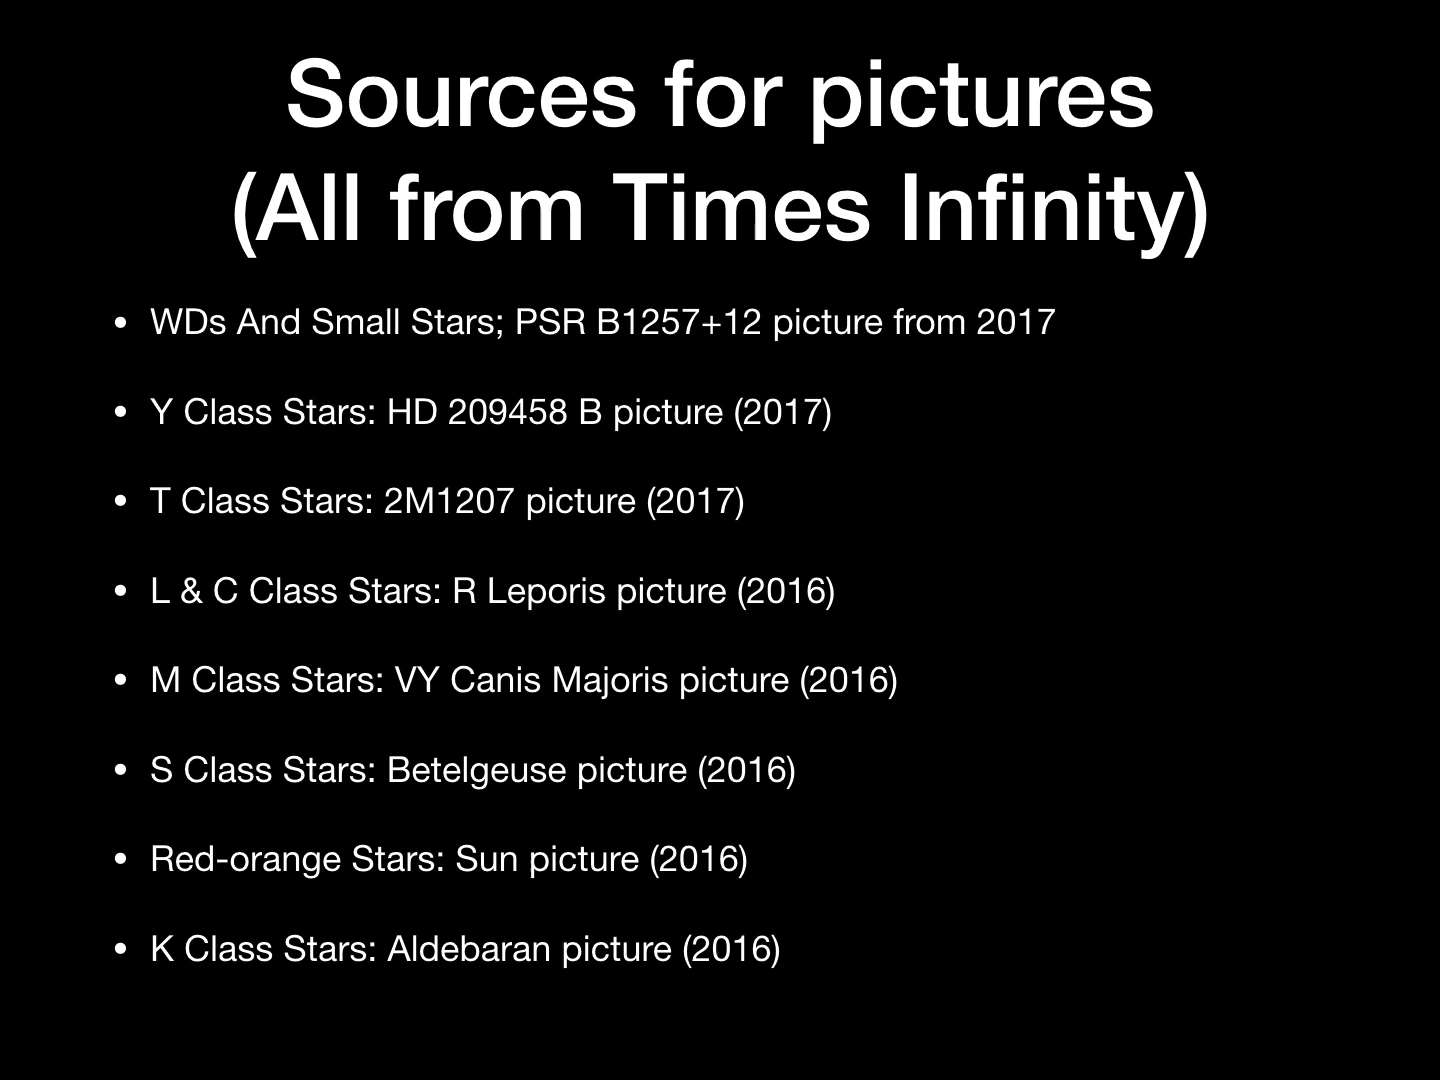 Sources for pictures
(All from Times Infinity)
• WDs And Small Stars; PSR B1257+12 picture from 2017
• Y Class Stars: HD 209458 B picture (2017)
• T Class Stars: 2M1207 picture (2017)
• L & C Class Stars: R Leporis picture (2016)
• M Class Stars: VY Canis Majoris picture (2016)
• S Class Stars: Betelgeuse picture (2016)
• Red-orange Stars: Sun picture (2016)
• K Class Stars: Aldebaran picture (2016)